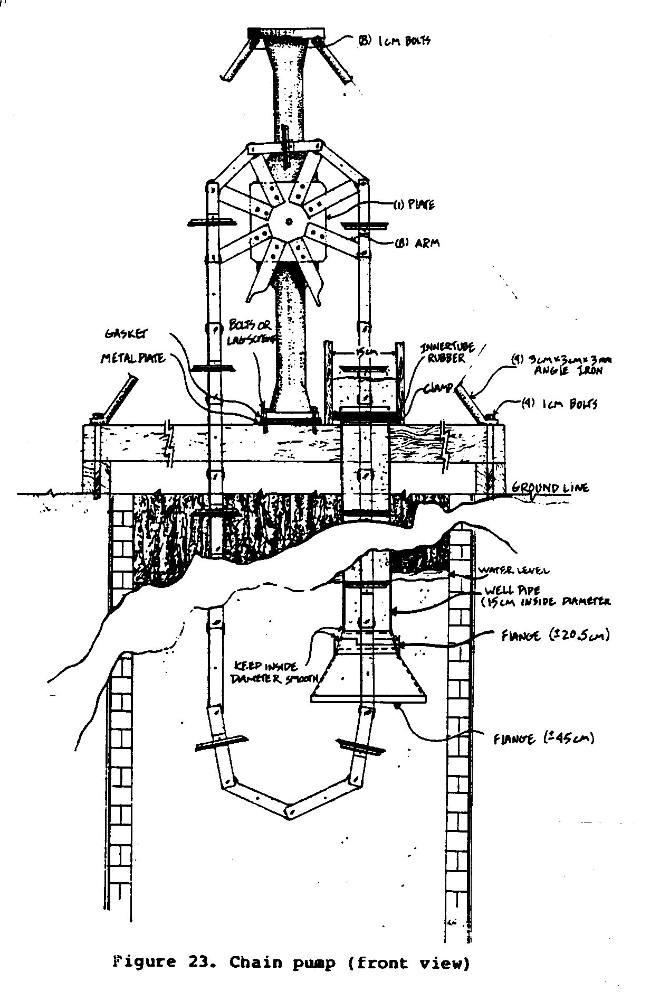 (8) 1CM BOLTS
(1) PLATE
(8) ARM
BOLTS OR
LAGSCREWS
GASKET
METAL PLATE
15CM
INNERTUBE
RUBBER
CLAMP
(4) 3CM x 3CM x 3MM
ANGLE IRON
(4) 1CM BOLTS
GROUND LINE
WATER LEVEL
WELL PIPE
(15CM INSIDE DIAMETER
FLANGE (±20.5CM)
KEEP INSIDE
DIAMETER SMOOTH
FLANGE (±45CM)
Figure 23. Chain pump (front view)